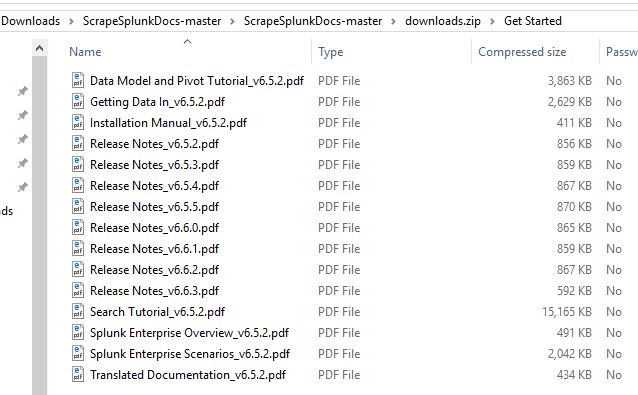 Downloads > ScrapeSplunkDocs-master > ScrapeSplunkDocs-master > downloads.zip > Get Started
Name Type Compressed size Passw
Data Model and Pivot Tutorial_v6.5.2.pdf PDF File 3,863 KB No
Getting Data In_v6.5.2.pdf PDF File 2,629 KB No
Installation Manual_v6.5.2.pdf PDF File 411 KB No
Release Notes_v6.5.2.pdf PDF File 856 KB No
Release Notes_v6.5.3.pdf PDF File 859 KB No
Release Notes_v6.5.4.pdf PDF File 867 KB No
Release Notes_v6.5.5.pdf PDF File 870 KB No
ds Release Notes_v6.6.0.pdf PDF File 865 KB No
Release Notes_v6.6.1.pdf PDF File 859 KB No
Release Notes_v6.6.2.pdf PDF File 867 KB No
Release Notes_v6.6.3.pdf PDF File 592 KB No
Search Tutorial_v6.5.2.pdf PDF File 15,165 KB No
Splunk Enterprise Overview_v6.5.2.pdf PDF File 491 KB No
Splunk Enterprise Scenarios_v6.5.2.pdf PDF File 2,042 KB No
Translated Documentation_v6.5.2.pdf PDF File 434 KB No